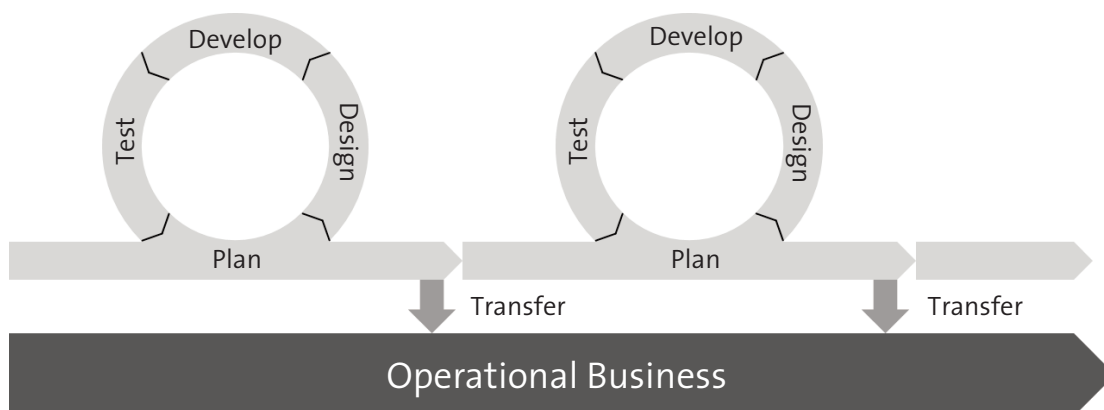 Develop
Develop
Test
Design
Test
Design
Plan
Plan
Transfer
Transfer
Operational Business